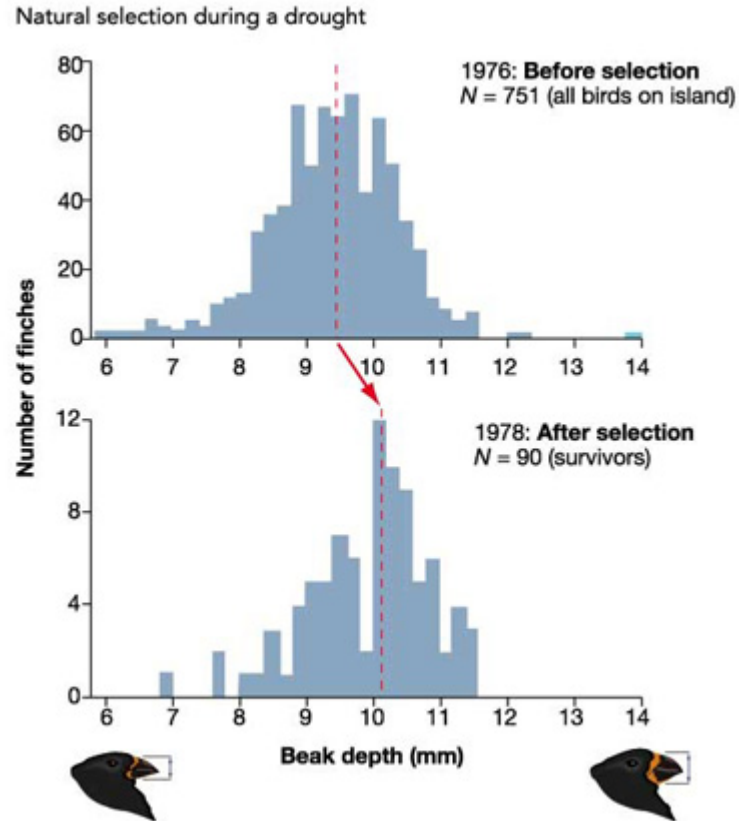 Natural selection during a drought
1976: Before selection
N = 751 (all birds on island)
80
60
40
20
0
6 7 8 9 10 11 12 13 14
Number of finches
1978: After selection
N = 90 (survivors)
12
8
4
0
6 7 8 9 10 11 12 13 14
Beak depth (mm)